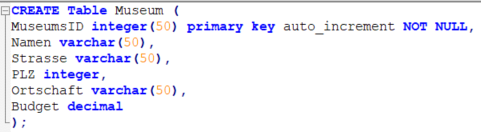 CREATE Table Museum (
MuseumsID integer(50) primary key auto_increment NOT NULL,
Namen varchar(50),
Strasse varchar(50),
PLZ integer,
Ortschaft varchar(50),
Budget decimal
);